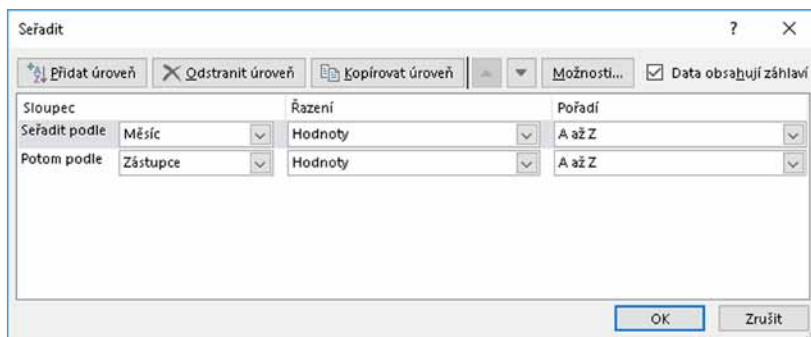 Seřadit ?
Přidat úroveň Odstranit úroveň Kopírovat úroveň Možnosti... Data obsahují záhlaví
Sloupec Řazení Pořadí
Seřadit podle Měsíc Hodnoty A až Z
Potom podle Zástupce Hodnoty A až Z
OK Zrušit